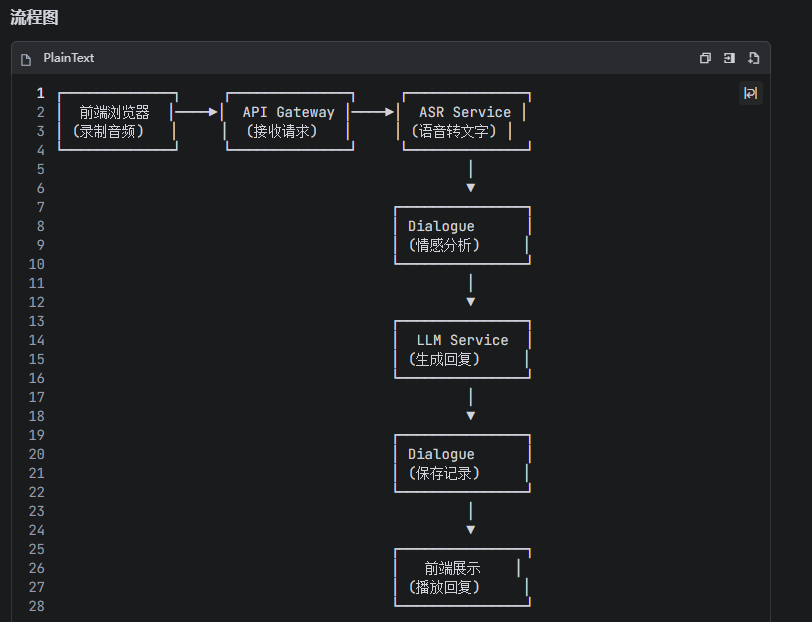 流程图
PlainText
1
2 前端浏览器 API Gateway ASR Service
3 (录制音频) (接收请求) (语音转文字)
4
5
6
7
8 Dialogue
9 (情感分析)
10
11
12
13
14 LLM Service
15 (生成回复)
16
17
18
19
20 Dialogue
21 (保存记录)
22
23
24
25
26 前端展示
27 (播放回复)
28